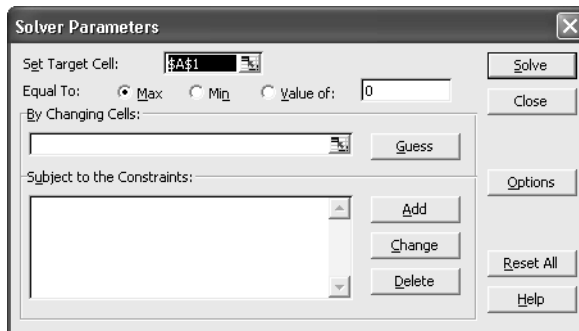 Solver Parameters
Set Target Cell: $A$1 Solve
Equal To: Max Min Value of: 0 Close
By Changing Cells:
Guess
Subject to the Constraints: Options
Add
Change
Reset All
Delete
Help